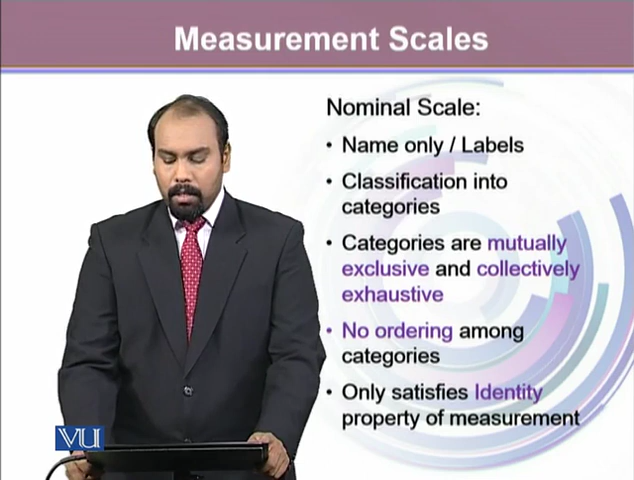 Measurement Scales
Nominal Scale:
• Name only / Labels
• Classification into
categories
• Categories are mutually
exclusive and collectively
exhaustive
• No ordering among
categories
• Only satisfies Identity
property of measurement
VU